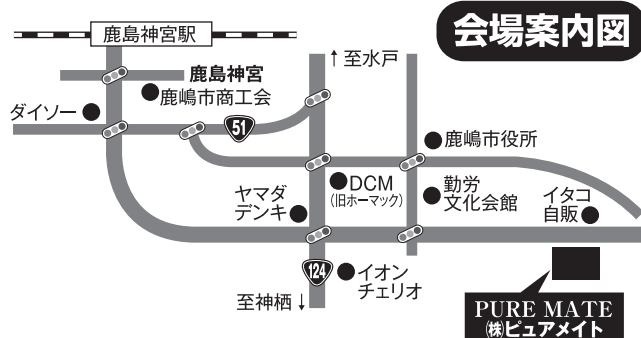 会場案内図
鹿島神宮駅
↑至水戸
鹿島神宮
鹿嶋市商工会
ダイソー
51
鹿嶋市役所
DCM
(旧ホーマック)
勤労
文化会館
ヤマダ
デンキ
イタコ
自販
124
イオン
チェリオ
至神栖↓
PURE MATE
㈱ピュアメイト